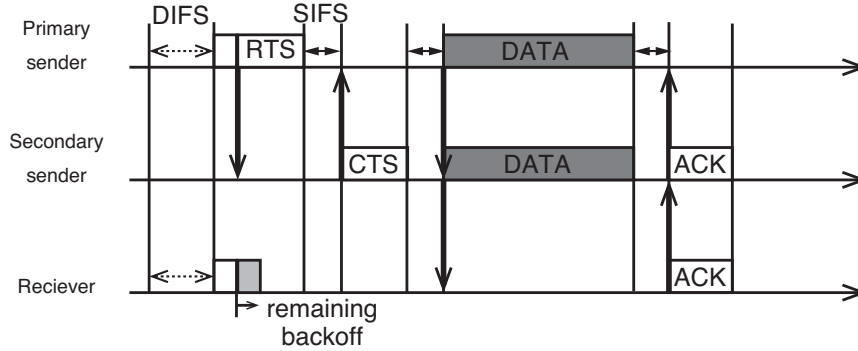 DIFS
SIFS
Primary
sender
RTS
DATA
Secondary
sender
CTS
DATA
ACK
Reciever
ACK
remaining
backoff